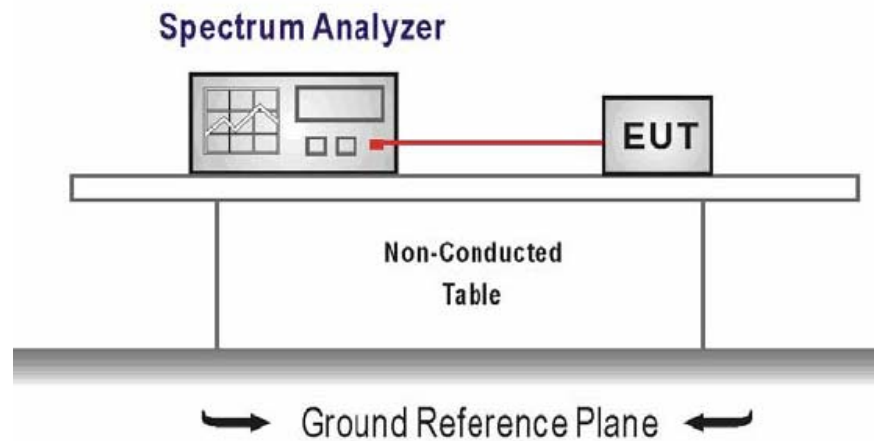 Spectrum Analyzer
EUT
Non-Conducted
Table
Ground Reference Plane